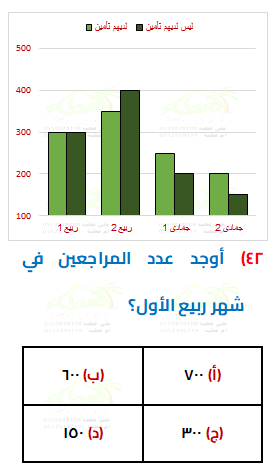 ليس لديهم تأمين لديهم تأمين
500
400
300
200
100
ربيع 1 ربيع 2 جمادى 1 جمادى 2
٤٢) أوجد عدد المراجعين في
شهر ربيع الأول؟
(أ) ٧٠٠ (ب) ٦٠٠
(ج) ٣٠٠ (د) ١٥٠